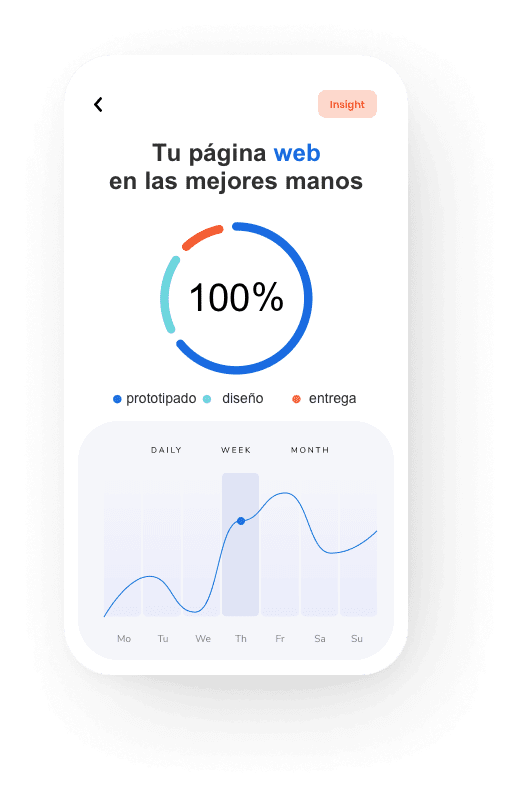 Insight
Tu página web
en las mejores manos
100%
prototipado diseño entrega
DAILY WEEK MONTH
Mo Tu We Th Fr Sa Su